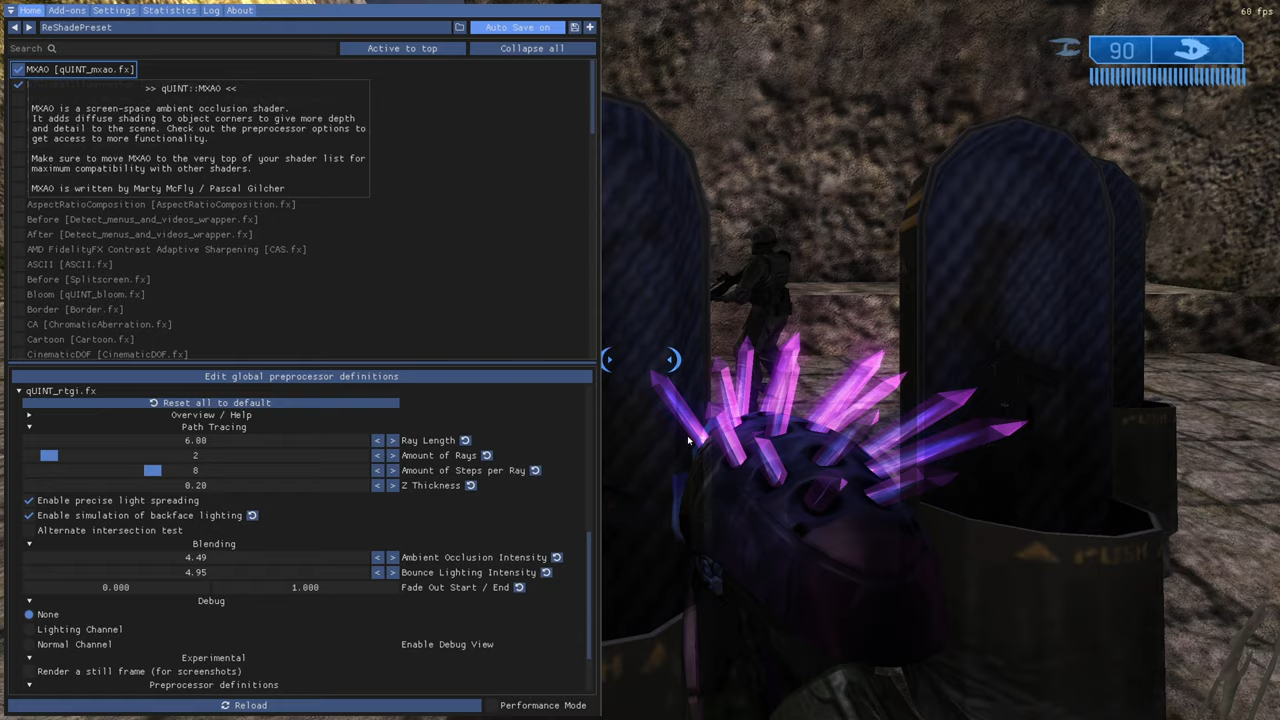 Home Add-ons Settings Statistics Log About
60 fps
ReShadePreset
Auto Save on
Search
Active to top
Collapse all
90
MXAO [qUINT_mxao.fx]
>> qUINT::MXAO <<
MXAO is a screen-space ambient occlusion shader.
It adds diffuse shading to object corners to give more depth
and detail to the scene. Check out the preprocessor options to
get access to more functionality.
Make sure to move MXAO to the very top of your shader list for
maximum compatibility with other shaders.
MXAO is written by Marty McFly / Pascal Gilcher
AspectRatioComposition [AspectRatioComposition.fx]
Before [Detect_menus_and_videos_wrapper.fx]
After [Detect_menus_and_videos_wrapper.fx]
AMD FidelityFX Contrast Adaptive Sharpening [CAS.fx]
ASCII [ASCII.fx]
Before [Splitscreen.fx]
Bloom [qUINT_bloom.fx]
Border [Border.fx]
CA [ChromaticAberration.fx]
Cartoon [Cartoon.fx]
CinematicDOF [CinematicDOF.fx]
Edit global preprocessor definitions
qUINT_rtgi.fx
Reset all to default
Overview / Help
Path Tracing
6.00 < > Ray Length
2 < > Amount of Rays
8 < > Amount of Steps per Ray
0.20 < > Z Thickness
Enable precise light spreading
Enable simulation of backface lighting
Alternate intersection test
Blending
4.49 < > Ambient Occlusion Intensity
4.95 < > Bounce Lighting Intensity
0.000 1.000 Fade Out Start / End
Debug
None
Lighting Channel
Normal Channel Enable Debug View
Experimental
Render a still frame (for screenshots)
Preprocessor definitions
Reload
Performance Mode